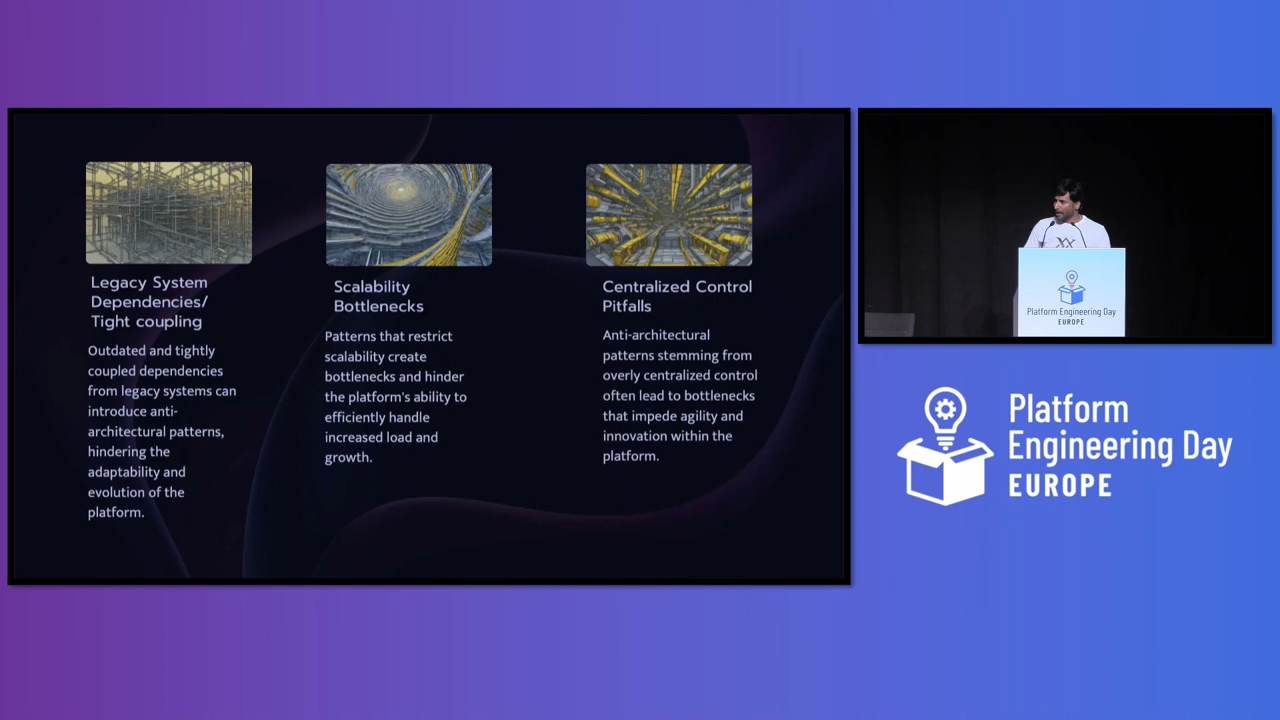 Legacy System
Dependencies/
Tight coupling
Outdated and tightly
coupled dependencies
from legacy systems can
introduce anti-
architectural patterns,
hindering the
adaptability and
evolution of the
platform.
Scalability
Bottlenecks
Patterns that restrict
scalability create
bottlenecks and hinder
the platform's ability to
efficiently handle
increased load and
growth.
Centralized Control
Pitfalls
Anti-architectural
patterns stemming from
overly centralized control
often lead to bottlenecks
that impede agility and
innovation within the
platform.
Platform Engineering Day
EUROPE
Platform
Engineering Day
EUROPE